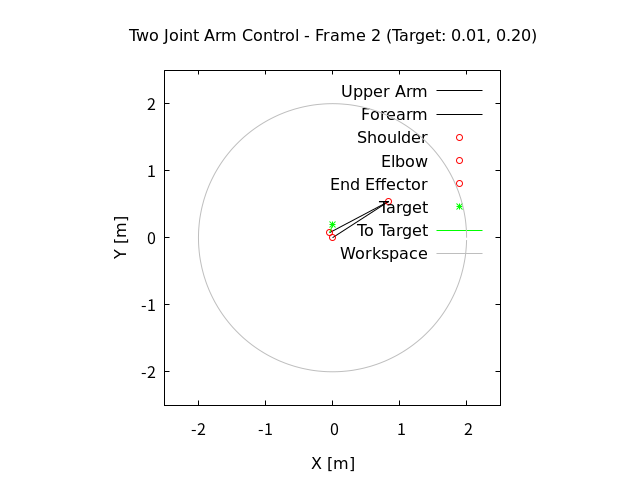 Two Joint Arm Control - Frame 2 (Target: 0.01, 0.20)
Upper Arm
Forearm
Shoulder
Elbow
End Effector
Target
To Target
Workspace
2
1
0
-1
-2
Y [m]
-2 -1 0 1 2
X [m]